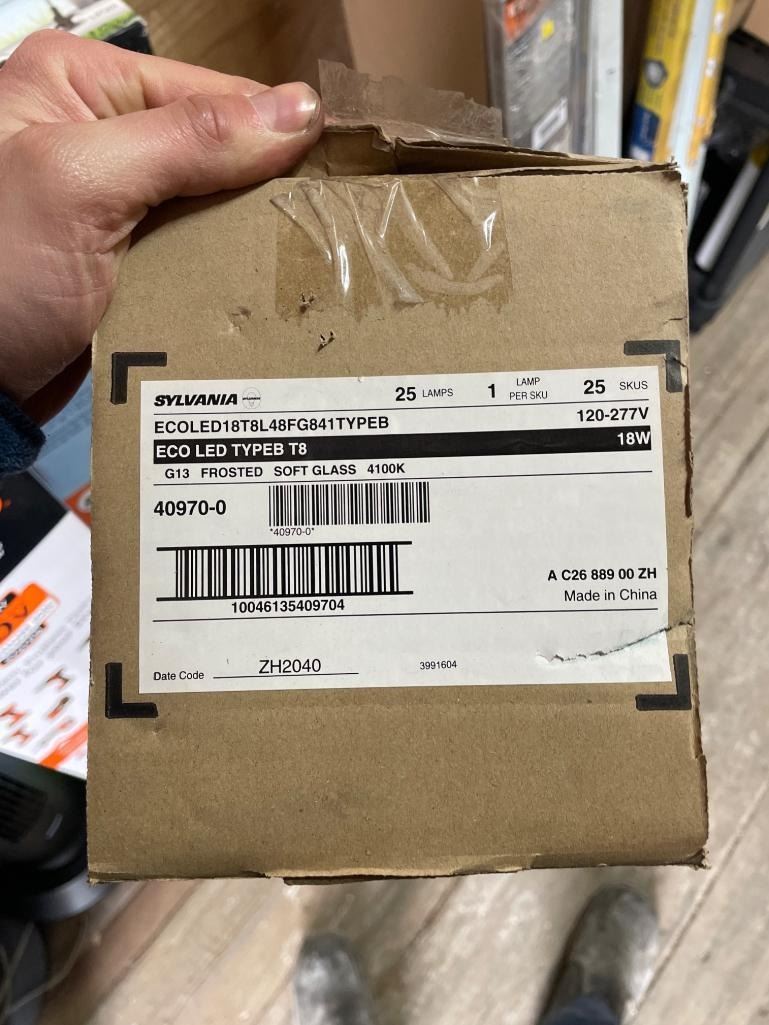 SYLVANIA
25 LAMPS 1 LAMP PER SKU 25 SKUS
ECOLED18T8L48FG841TYPEB 120-277V
ECO LED TYPEB T8 18W
G13 FROSTED SOFT GLASS 4100K
40970-0
*40970-0*
10046135409704
A C26 889 00 ZH
Made in China
Date Code ZH2040 3991604